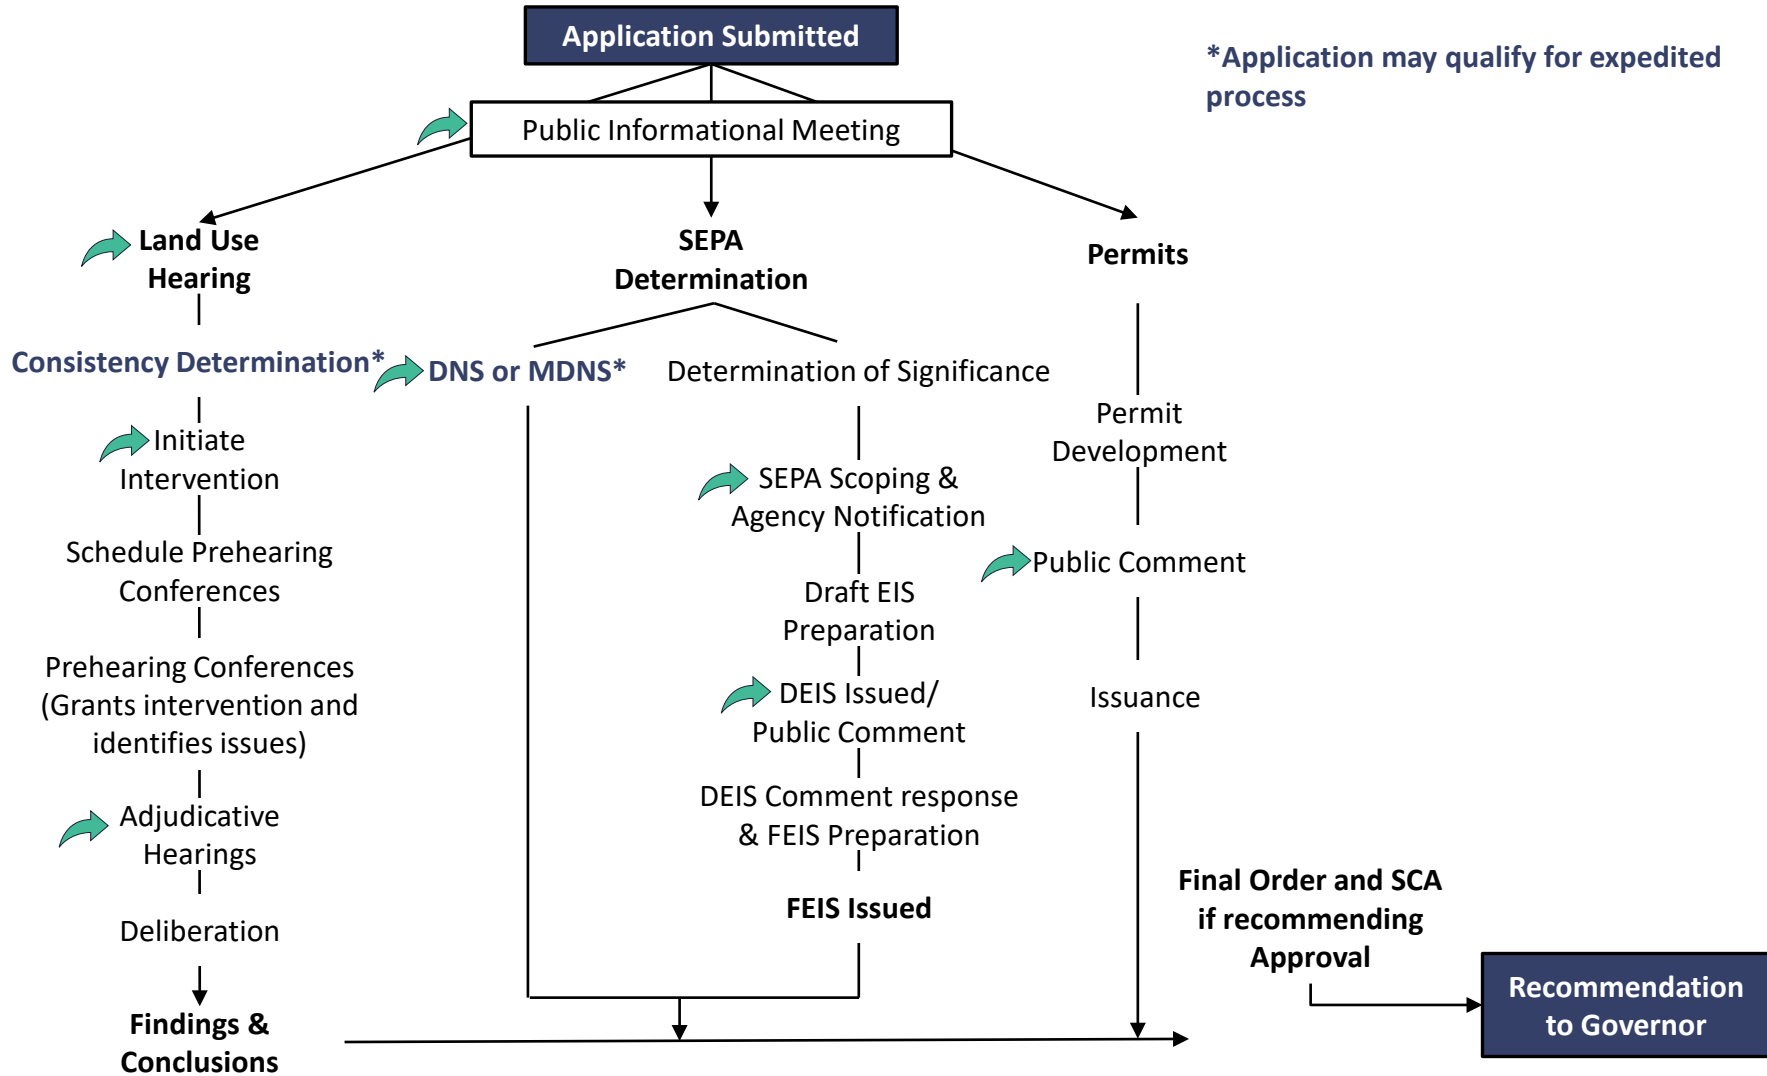 Application Submitted
*Application may qualify for expedited
process
Public Informational Meeting
Land Use
Hearing
Consistency Determination*
Initiate
Intervention
Schedule Prehearing
Conferences
Prehearing Conferences
(Grants intervention and
identifies issues)
Adjudicative
Hearings
Deliberation
Findings &
Conclusions
SEPA
Determination
DNS or MDNS*
Determination of Significance
SEPA Scoping &
Agency Notification
Draft EIS
Preparation
DEIS Issued/
Public Comment
DEIS Comment response
& FEIS Preparation
FEIS Issued
Permits
Permit
Development
Public Comment
Issuance
Final Order and SCA
if recommending
Approval
Recommendation
to Governor